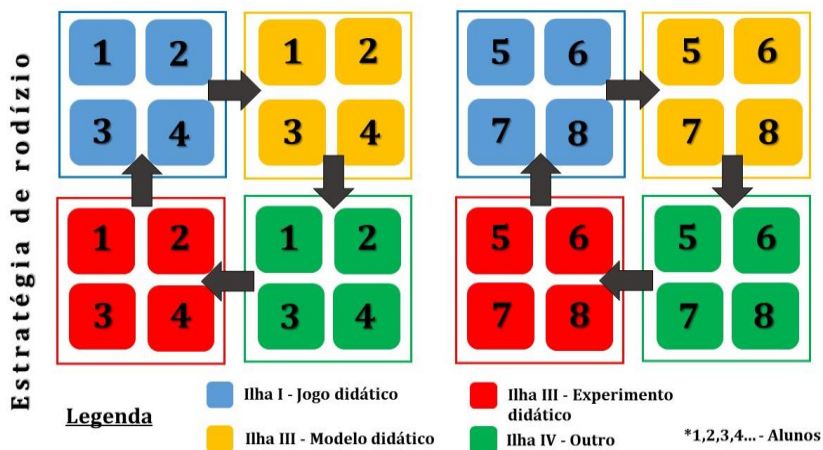 Estratégia de rodízio
1 2
3 4
1 2
3 4
5 6
7 8
5 6
7 8
1 2
3 4
1 2
3 4
5 6
7 8
5 6
7 8
Legenda
Ilha I - Jogo didático
Ilha III - Modelo didático
Ilha III - Experimento
didático
Ilha IV - Outro
*1,2,3,4... - Alunos